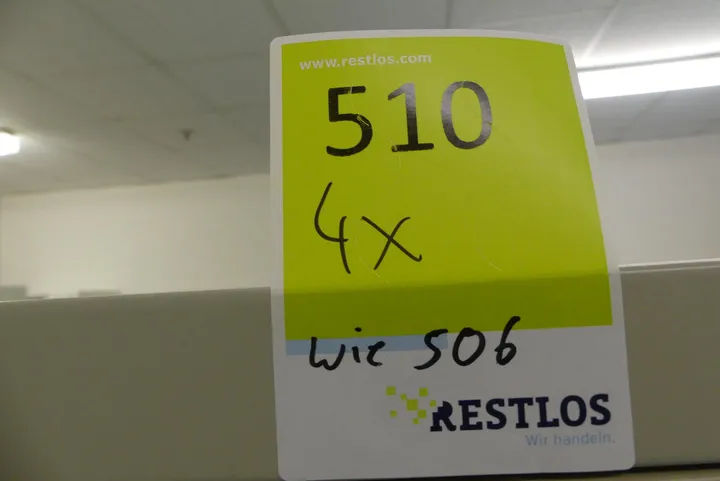 www.restlos.com
510
4x
wie 506
RESTLOS
Wir handeln.